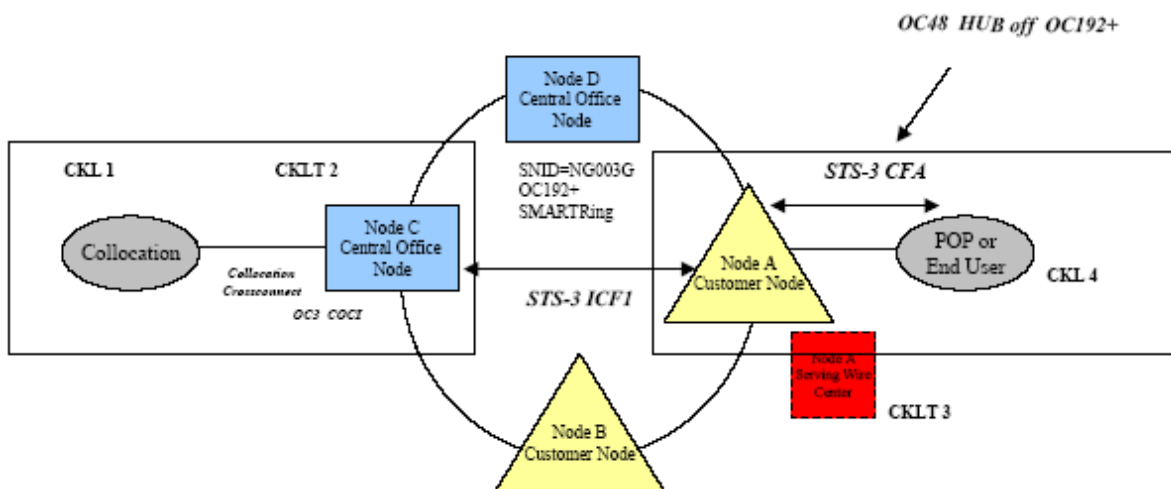 OC48 HUB off OC192+
Node D
Central Office
Node
SNID=NG003G
OC192+
SMARTRing
CKL 1
CKLT 2
STS-3 CFA
Collocation
Node C
Central Office
Node
POP or
End User
CKL 4
Collocation
Crossconnect
OC3 COCI
STS-3 ICF1
Node A
Customer Node
Node A
Serving Wire
Center
CKLT 3
Node B
Customer Node